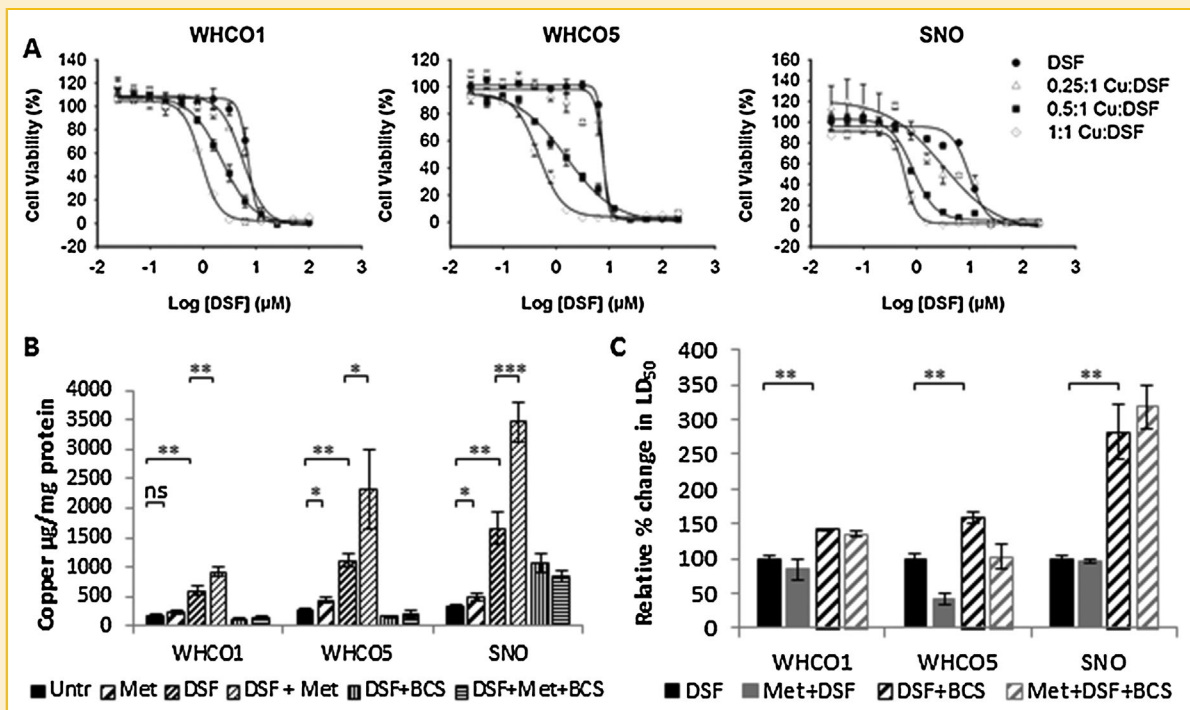 A
WHCO1
WHCO5
SNO
Cell Viability (%)
140
120
100
80
60
40
20
0
-20
-2 -1 0 1 2 3
Log [DSF] (µM)
Cell Viability (%)
120
100
80
60
40
20
0
-20
-2 -1 0 1 2 3
Log [DSF] (µM)
Cell Viability (%)
160
140
120
100
80
60
40
20
0
-20
-2 -1 0 1 2 3
Log [DSF] (µM)
DSF
0.25:1 Cu:DSF
0.5:1 Cu:DSF
1:1 Cu:DSF
B
Copper µg/mg protein
4000
3500
3000
2500
2000
1500
1000
500
0
ns
**
**
*
**
*
*
**
***
WHCO1 WHCO5 SNO
Untr Met DSF DSF + Met DSF+BCS DSF+Met+BCS
C
Relative % change in LD50
400
350
300
250
200
150
100
50
0
**
**
**
WHCO1 WHCO5 SNO
DSF Met+DSF DSF+BCS Met+DSF+BCS